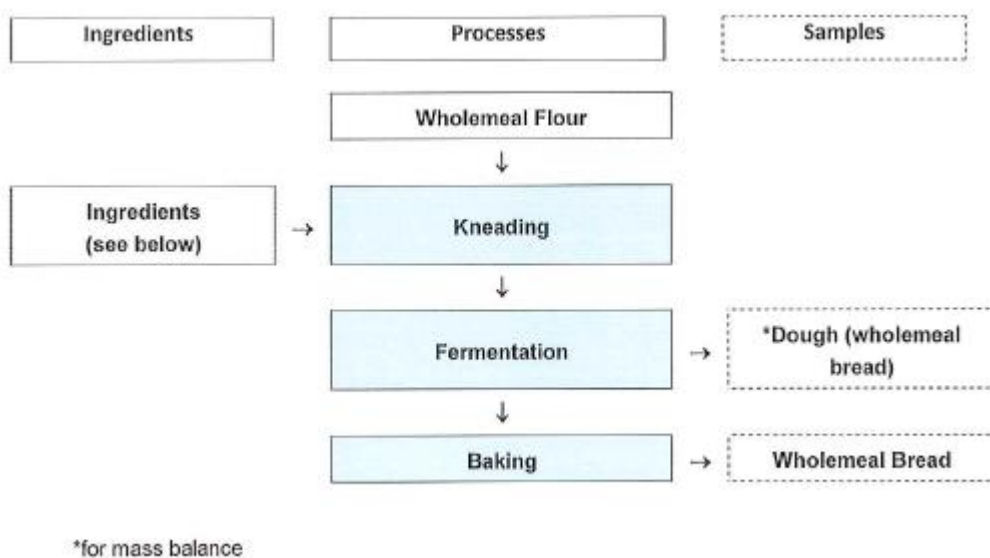 Ingredients
Processes
Samples
Wholemeal Flour
↓
Ingredients
(see below)
→
Kneading
↓
Fermentation
→
*Dough (wholemeal
bread)
↓
Baking
→
Wholemeal Bread
*for mass balance